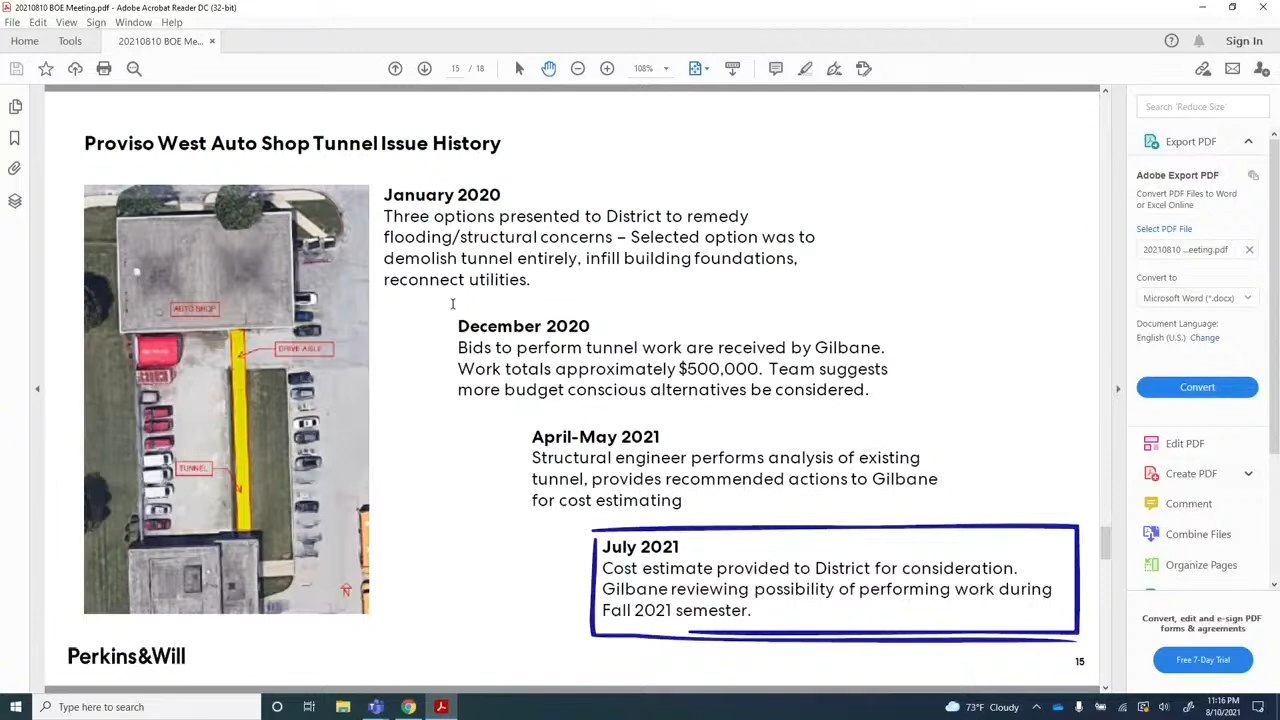 20210810 BOE Meeting.pdf - Adobe Acrobat Reader DC (32-bit)
File Edit View Sign Window Help
Home Tools 20210810 BOE Me... × Sign In
15 / 18 108%
Proviso West Auto Shop Tunnel Issue History
January 2020
Three options presented to District to remedy
flooding/structural concerns – Selected option was to
demolish tunnel entirely, infill building foundations,
reconnect utilities.
AUTO SHOP
DRIVE AISLE
TUNNEL
N
December 2020
Bids to perform tunnel work are received by Gilbane.
Work totals approximately $500,000. Team suggests
more budget conscious alternatives be considered.
April-May 2021
Structural engineer performs analysis of existing
tunnel, provides recommended actions to Gilbane
for cost estimating
July 2021
Cost estimate provided to District for consideration.
Gilbane reviewing possibility of performing work during
Fall 2021 semester.
Perkins&Will
15
Search 'Reduce Size'
Export PDF
Adobe Export PDF
Convert PDF Files to Word
or Excel Online
Select PDF File
20210810 ...eeting.pdf
Convert to
Microsoft Word (*.docx)
Document Language:
English (U.S.) Change
Convert
Edit PDF
Create PDF
Comment
Combine Files
Organize Pages
Convert, edit and e-sign PDF
forms & agreements
Free 7-Day Trial
Type here to search
73°F Cloudy
11:16 PM
8/10/2021